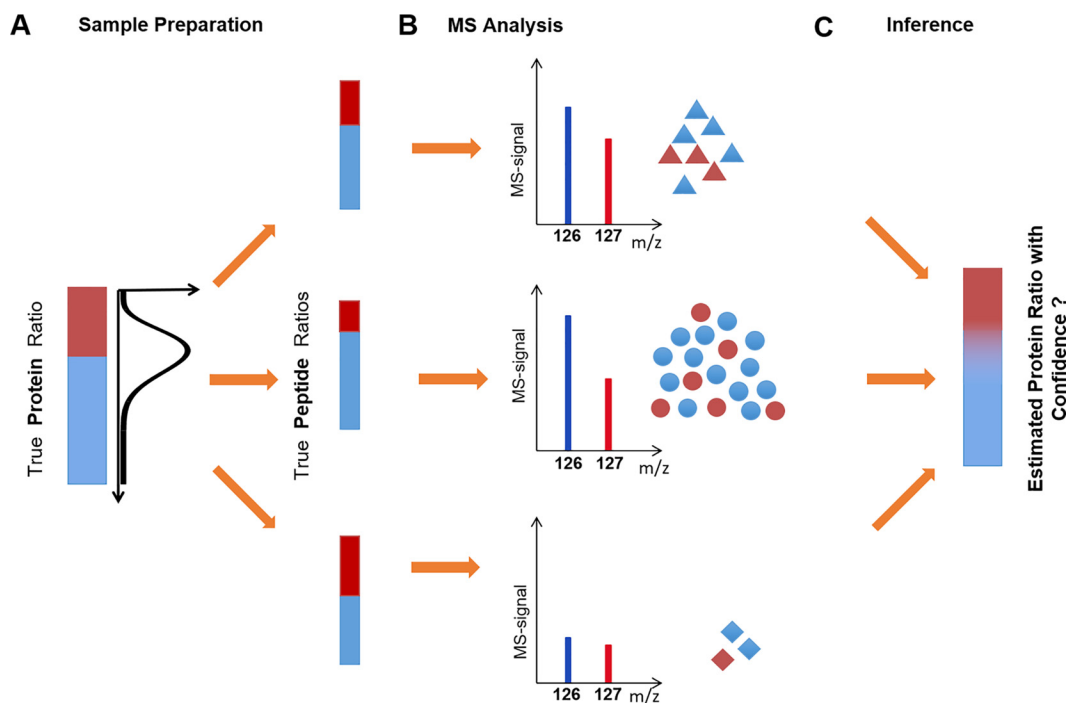 A Sample Preparation
B MS Analysis
C Inference
True Protein Ratio
True Peptide Ratios
MS-signal
126 127 m/z
MS-signal
126 127 m/z
MS-signal
126 127 m/z
Estimated Protein Ratio with
Confidence ?